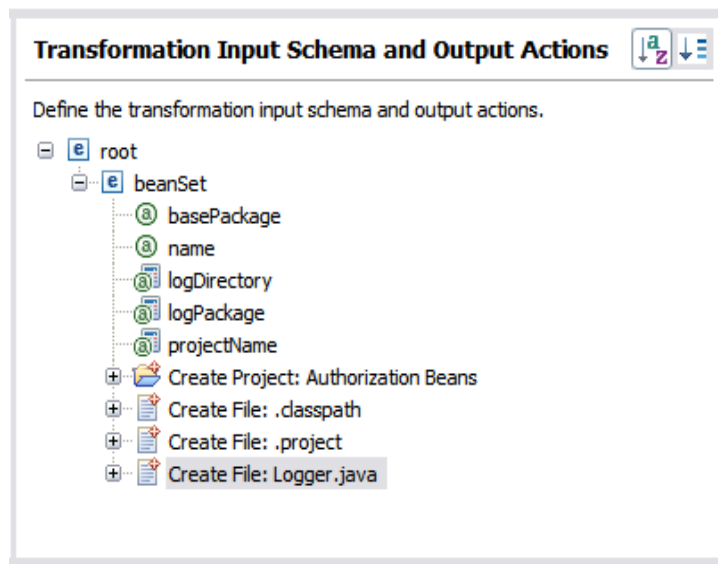 Transformation Input Schema and Output Actions
Define the transformation input schema and output actions.
root
beanSet
basePackage
name
logDirectory
logPackage
projectName
Create Project: Authorization Beans
Create File: .classpath
Create File: .project
Create File: Logger.java